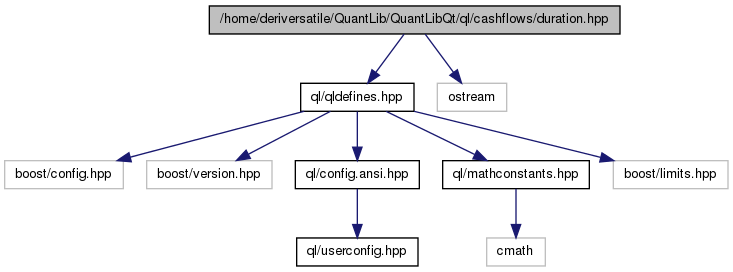 /home/deriversatile/QuantLib/QuantLibQt/ql/cashflows/duration.hpp
ql/qldefines.hpp
ostream
boost/config.hpp
boost/version.hpp
ql/config.ansi.hpp
ql/mathconstants.hpp
boost/limits.hpp
ql/userconfig.hpp
cmath